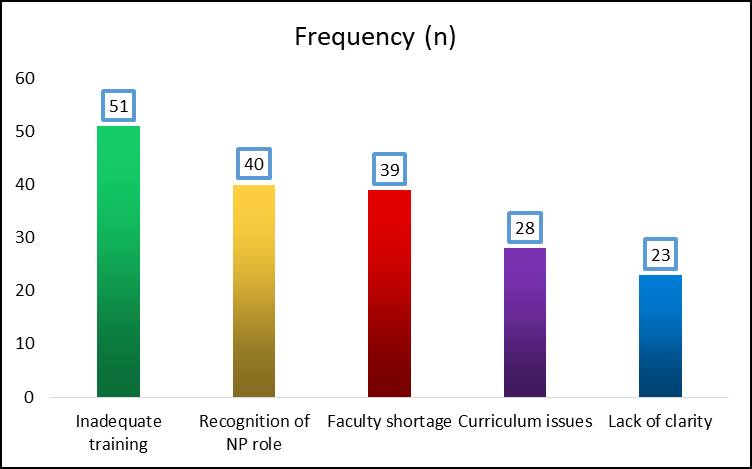 Frequency (n)
60
50
40
30
20
10
0
51
40
39
28
23
Inadequate
training
Recognition of
NP role
Faculty shortage
Curriculum issues
Lack of clarity